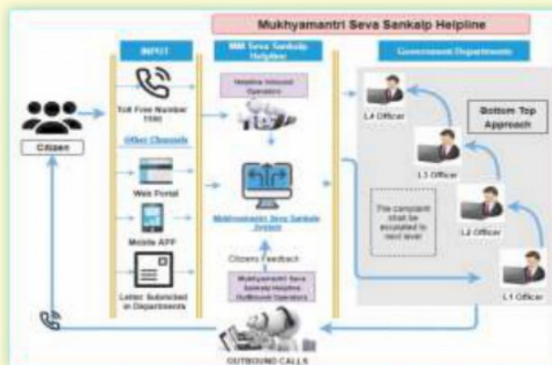 Mukhyamantri Seva Sankalp Helpline
INPUT
MM Seva Sankalp
Helpline
Government Departments
Toll Free Number
Helpline Inbound
Operators
L4 Officer
Bottom Top
Approach
Citizen
Other Channels
L3 Officer
Web Portal
Mukhyamantri Seva Sankalp
System
The complaint
shall be
escalated to
next level
L2 Officer
Mobile APP
Citizens Feedback
Letter Submitted
in Departments
Mukhyamantri Seva
Sankalp Helpline
Outbound Operators
L1 Officer
OUTBOUND CALLS